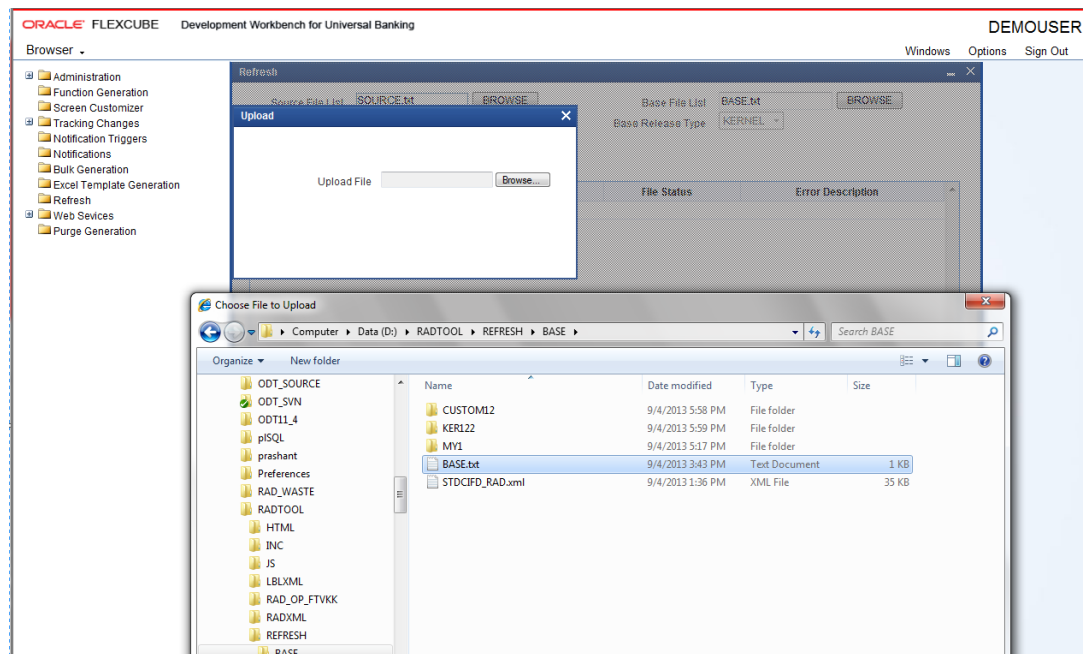 ORACLE FLEXCUBE Development Workbench for Universal Banking
DEMOUSER
Browser
Windows Options Sign Out
Administration
Function Generation
Screen Customizer
Tracking Changes
Notification Triggers
Notifications
Bulk Generation
Excel Template Generation
Refresh
Web Sevices
Purge Generation
Refresh
Source File List SOURCE.txt BROWSE Base File List BASE.txt BROWSE
Base Release Type KERNEL
File Status Error Description
Upload
Upload File Browse...
Choose File to Upload
Computer Data (D:) RADTOOL REFRESH BASE Search BASE
Organize New folder
ODT_SOURCE
ODT_SVN
ODT11_4
plSQL
prashant
Preferences
RAD_WASTE
RADTOOL
HTML
INC
JS
LBLXML
RAD_OP_FTVKK
RADXML
REFRESH
BASE
Name Date modified Type Size
CUSTOM12 9/4/2013 5:58 PM File folder
KER122 9/4/2013 5:59 PM File folder
MY1 9/4/2013 5:17 PM File folder
BASE.txt 9/4/2013 3:43 PM Text Document 1 KB
STDCIFD_RAD.xml 9/4/2013 1:36 PM XML File 35 KB